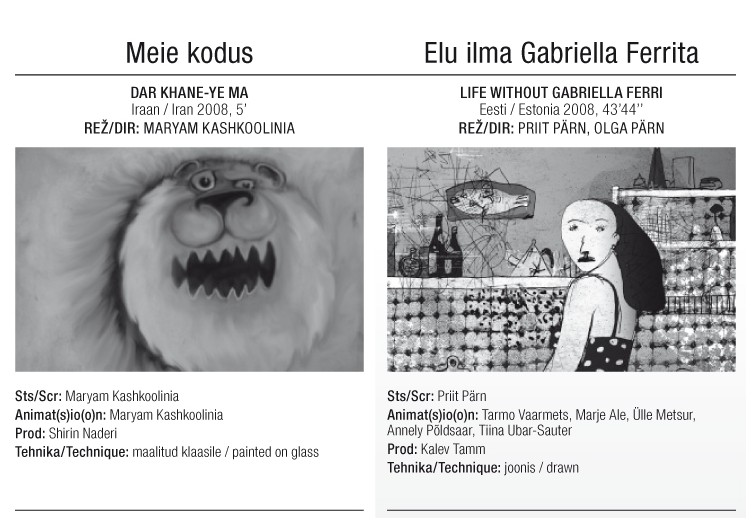 Meie kodus
DAR KHANE-YE MA
Iraan / Iran 2008, 5'
REŽ/DIR: MARYAM KASHKOOLINIA
Sts/Scr: Maryam Kashkoolinia
Animat(s)io(o)n: Maryam Kashkoolinia
Prod: Shirin Naderi
Tehnika/Technique: maalitud klaasile / painted on glass
Elu ilma Gabriella Ferrita
LIFE WITHOUT GABRIELLA FERRI
Eesti / Estonia 2008, 43'44''
REŽ/DIR: PRIIT PÄRN, OLGA PÄRN
Sts/Scr: Priit Pärn
Animat(s)io(o)n: Tarmo Vaarmets, Marje Ale, Ülle Metsur,
Annely Põldsaar, Tiina Ubar-Sauter
Prod: Kalev Tamm
Tehnika/Technique: joonis / drawn